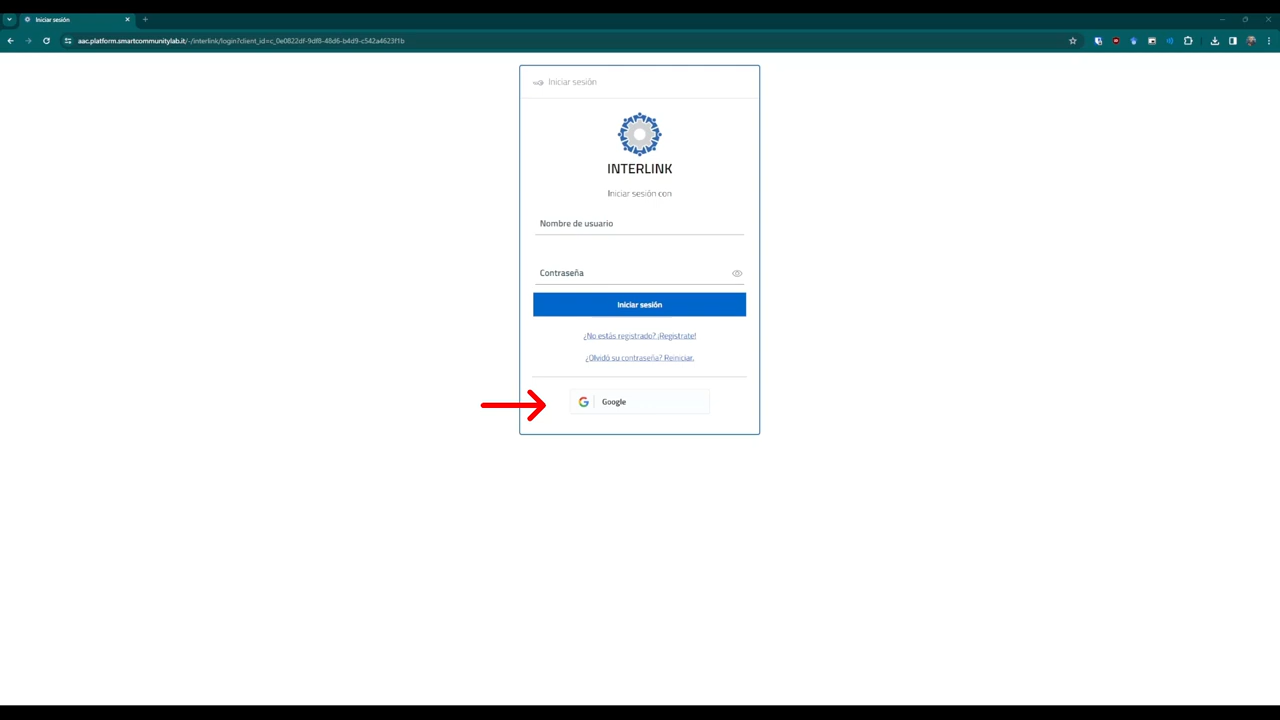 Iniciar sesión
aac.platform.smartcommunitylab.it/-/interlink/login?client_id=c_0e0822df-9df8-48d6-b4d9-c542a4623f1b
Iniciar sesión
INTERLINK
Iniciar sesión con
Nombre de usuario
Contraseña
Iniciar sesión
¿No estás registrado? ¡Registrate!
¿Olvidó su contraseña? Reiniciar.
Google